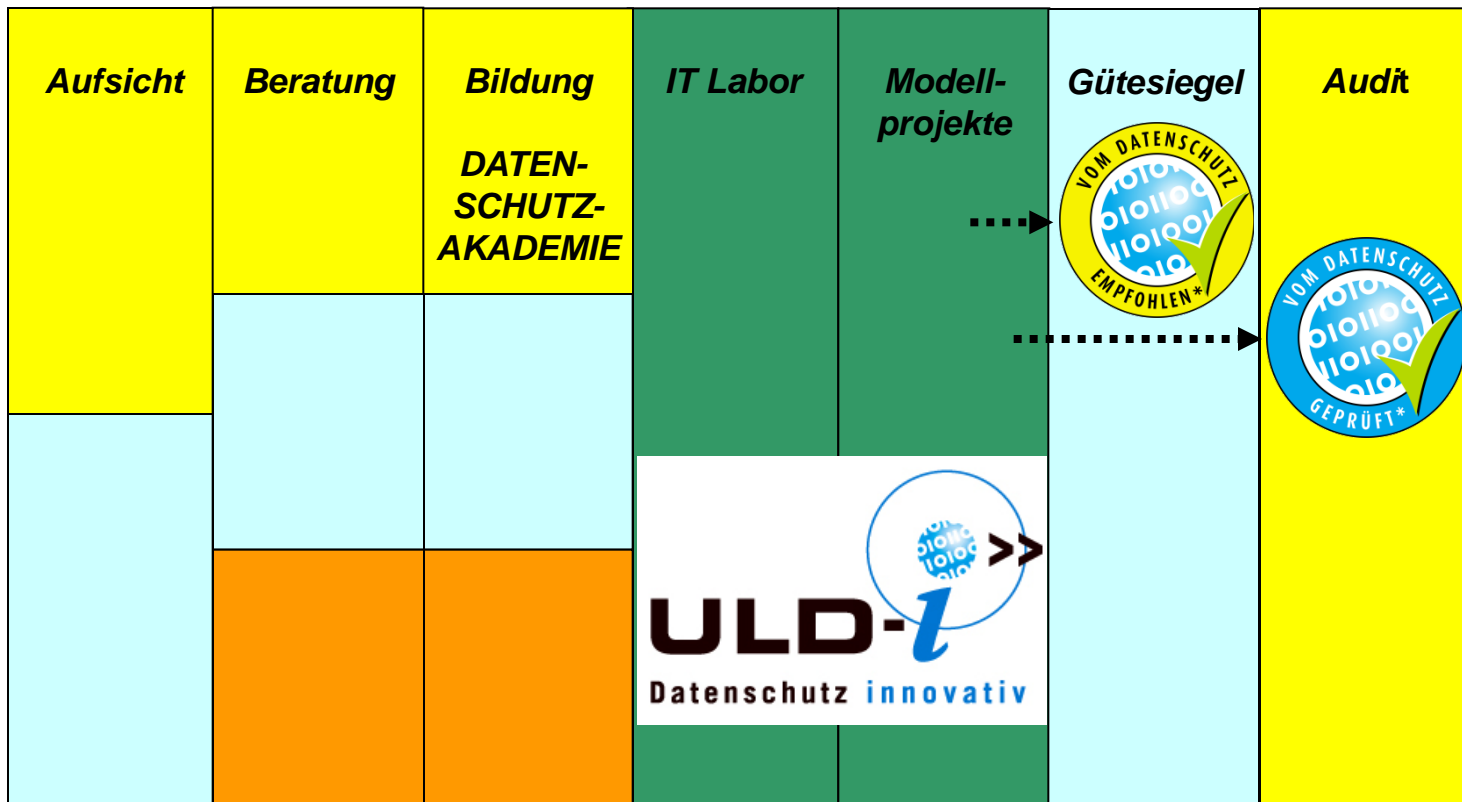 Aufsicht
Beratung
Bildung
DATEN-
SCHUTZ-
AKADEMIE
IT Labor
Modell-
projekte
Gütesiegel
VOM DATENSCHUTZ
EMPFOHLEN*
Audit
VOM DATENSCHUTZ
GEPRÜFT*
>>
ULD-i
Datenschutz innovativ